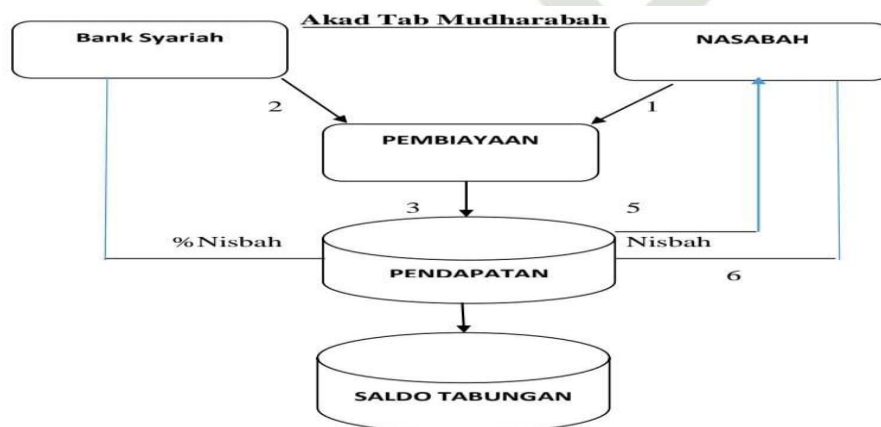 Akad Tab Mudharabah
Bank Syariah
NASABAH
2
1
PEMBIAYAAN
3
5
%Nisbah
Nisbah
PENDAPATAN
6
SALDO TABUNGAN